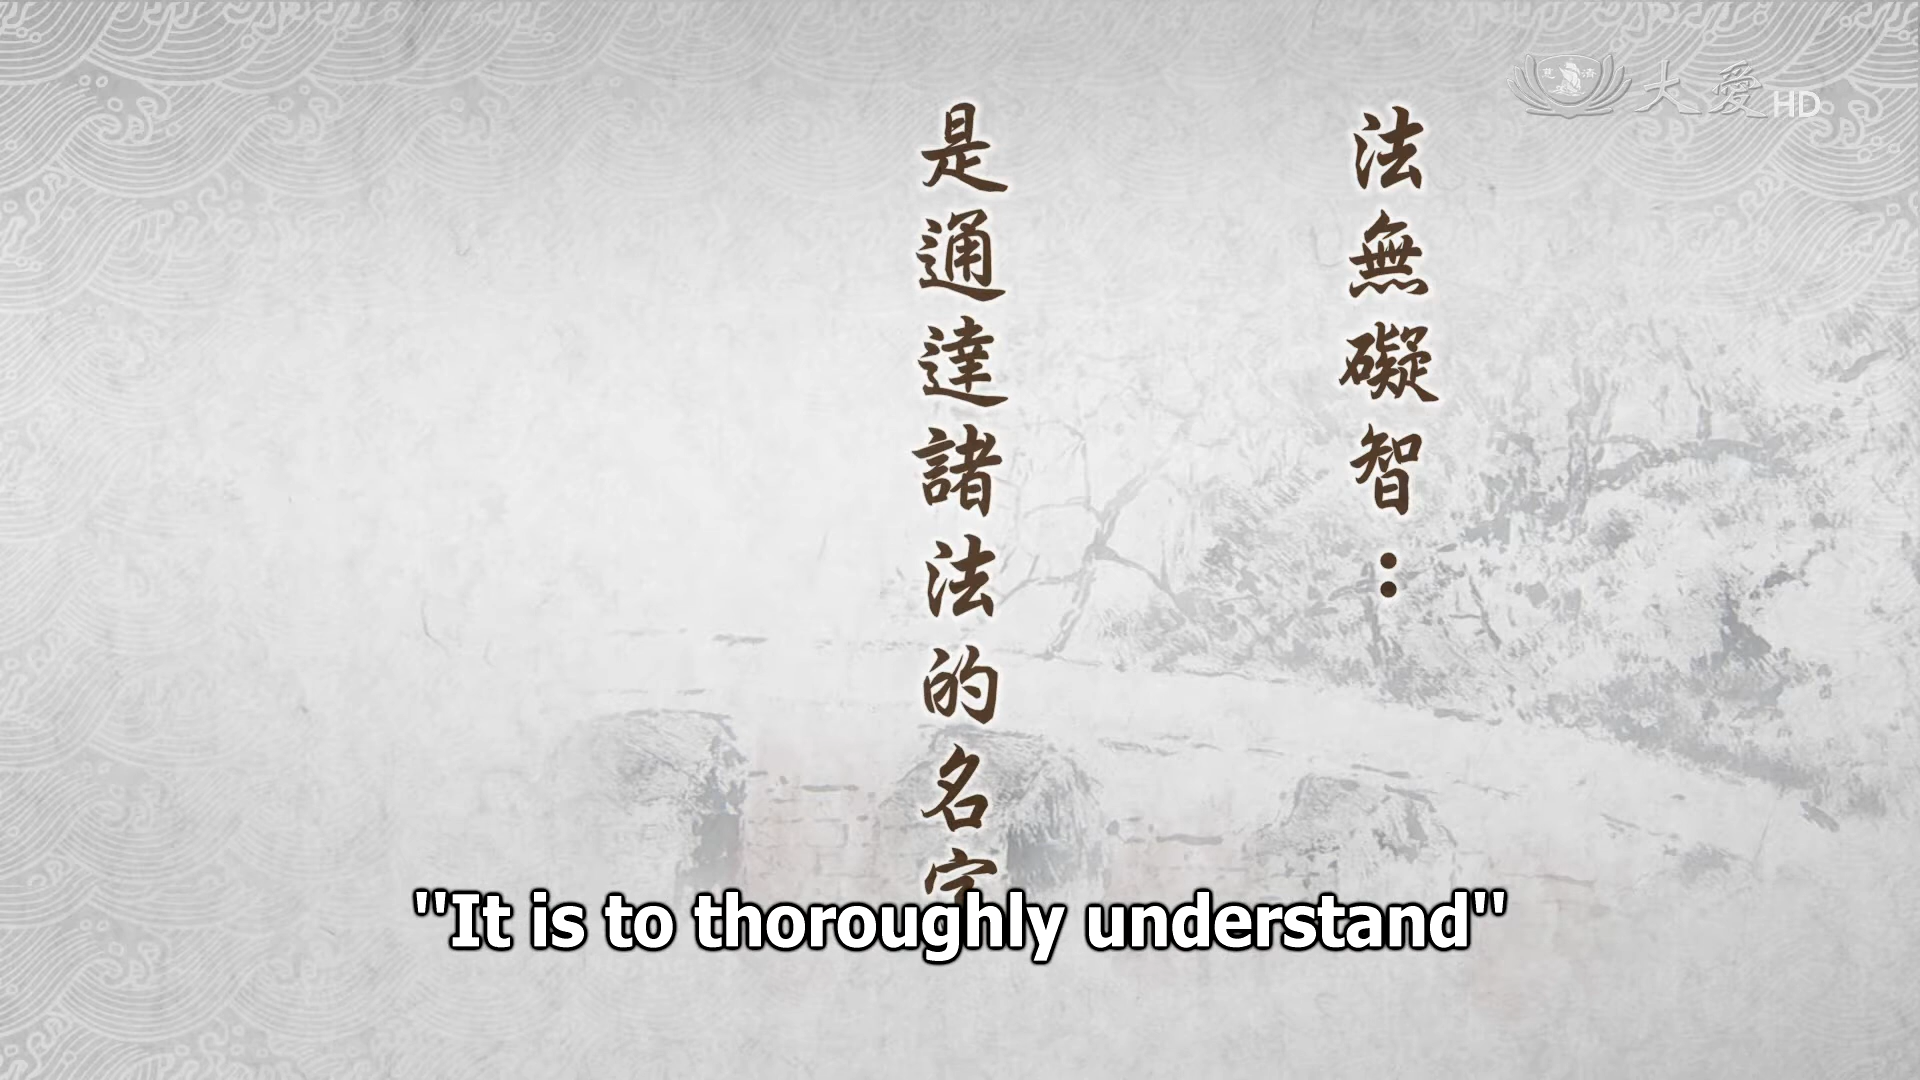 大愛HD
法無礙智：
是通達諸法的名字
"It is to thoroughly understand"